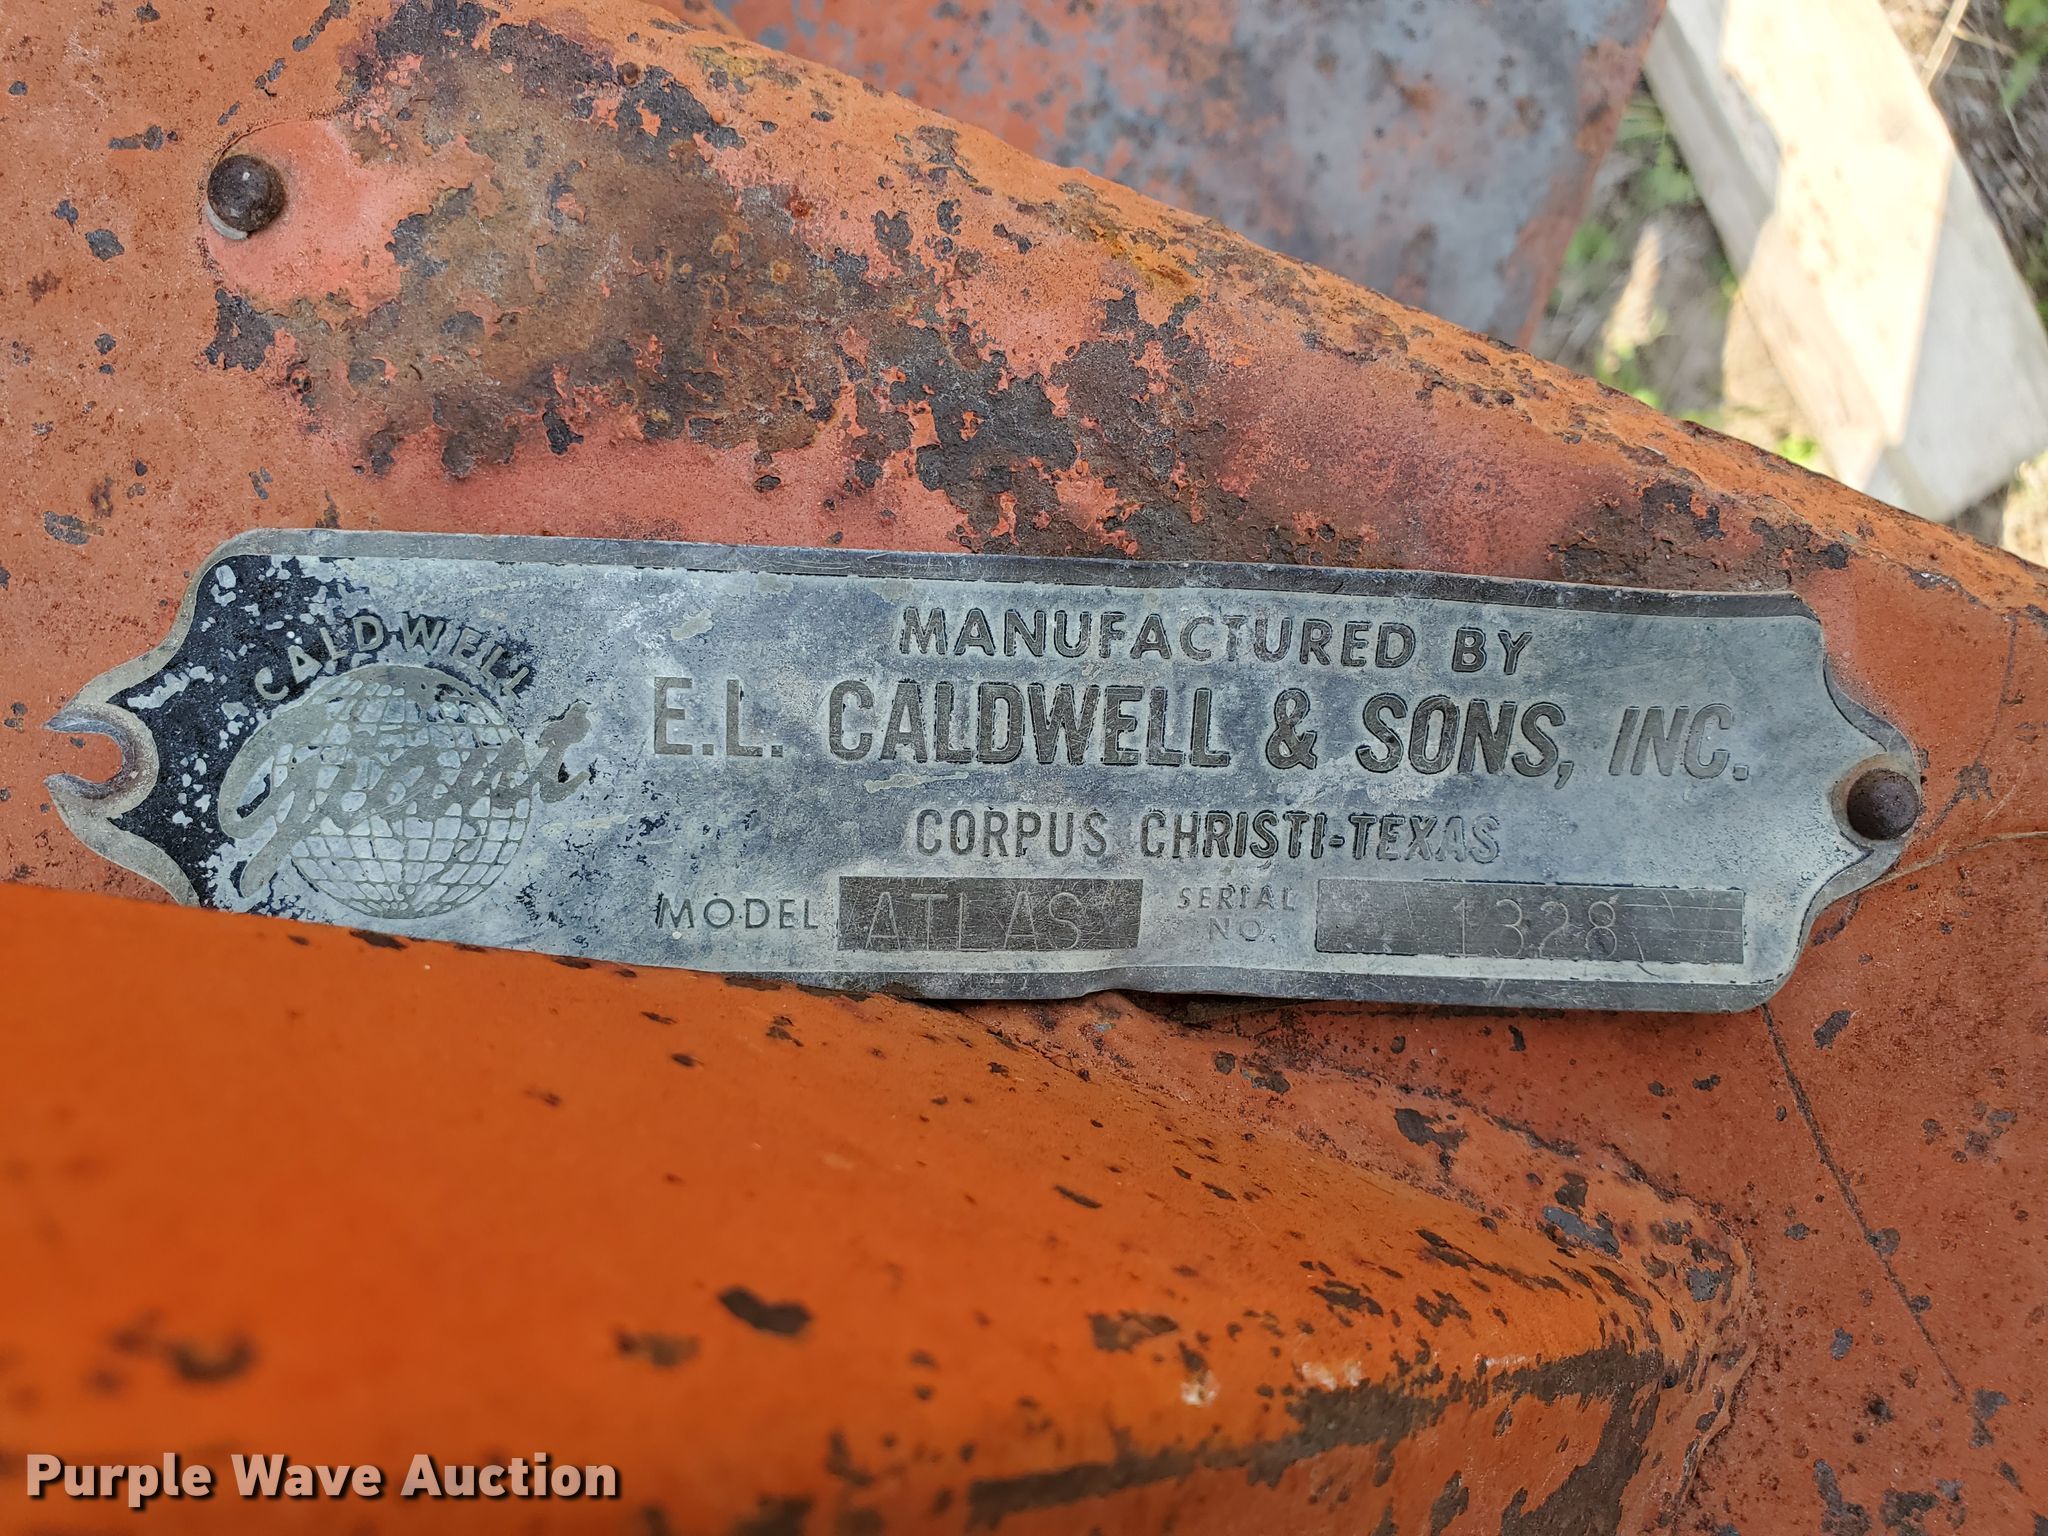 CALDWELL
Giant
MANUFACTURED BY
E.L. CALDWELL & SONS, INC.
CORPUS CHRISTI-TEXAS
MODEL ATLAS SERIAL NO. 1328
Purple Wave Auction